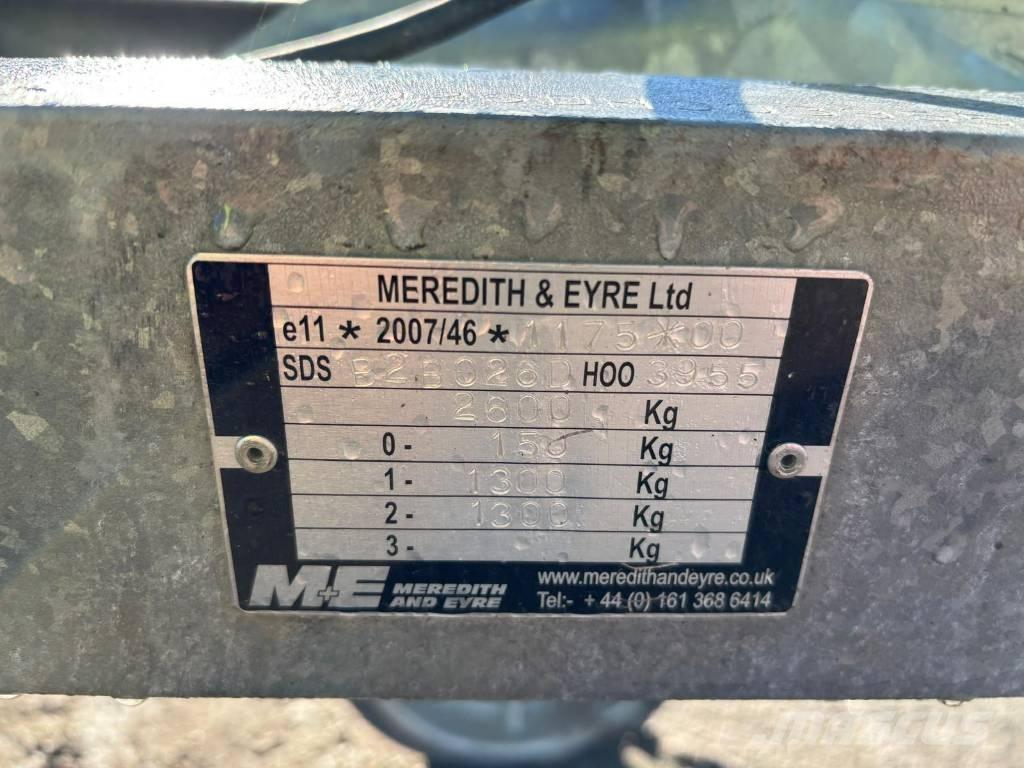 MEREDITH & EYRE Ltd
e11 * 2007/46 * 1175*00
SDS B2B026D HOO 3955
2600 Kg
0- 150 Kg
1- 1300 Kg
2- 1300 Kg
3- Kg
M+E MEREDITH AND EYRE
www.meredithandeyre.co.uk
Tel:- + 44 (0) 161 368 6414
MASCUS